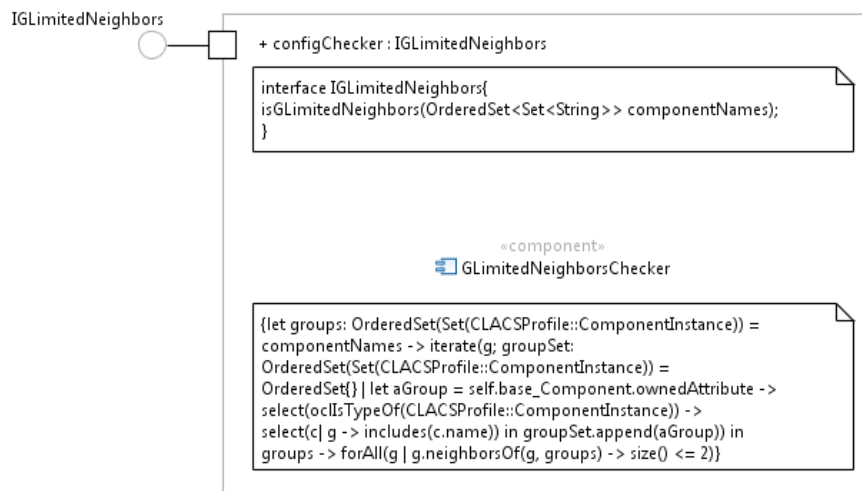 IGLimitedNeighbors
+ configChecker : IGLimitedNeighbors
interface IGLimitedNeighbors{
isGLimitedNeighbors(OrderedSet<Set<String>> componentNames);
}
«component»
GLimitedNeighborsChecker
{let groups: OrderedSet(Set(CLACSProfile::ComponentInstance)) =
componentNames -> iterate(g; groupSet:
OrderedSet(Set(CLACSProfile::ComponentInstance)) =
OrderedSet{} | let aGroup = self.base_Component.ownedAttribute ->
select(oclIsTypeOf(CLACSProfile::ComponentInstance)) ->
select(c| g -> includes(c.name)) in groupSet.append(aGroup)) in
groups -> forAll(g | g.neighborsOf(g, groups) -> size() <= 2)}